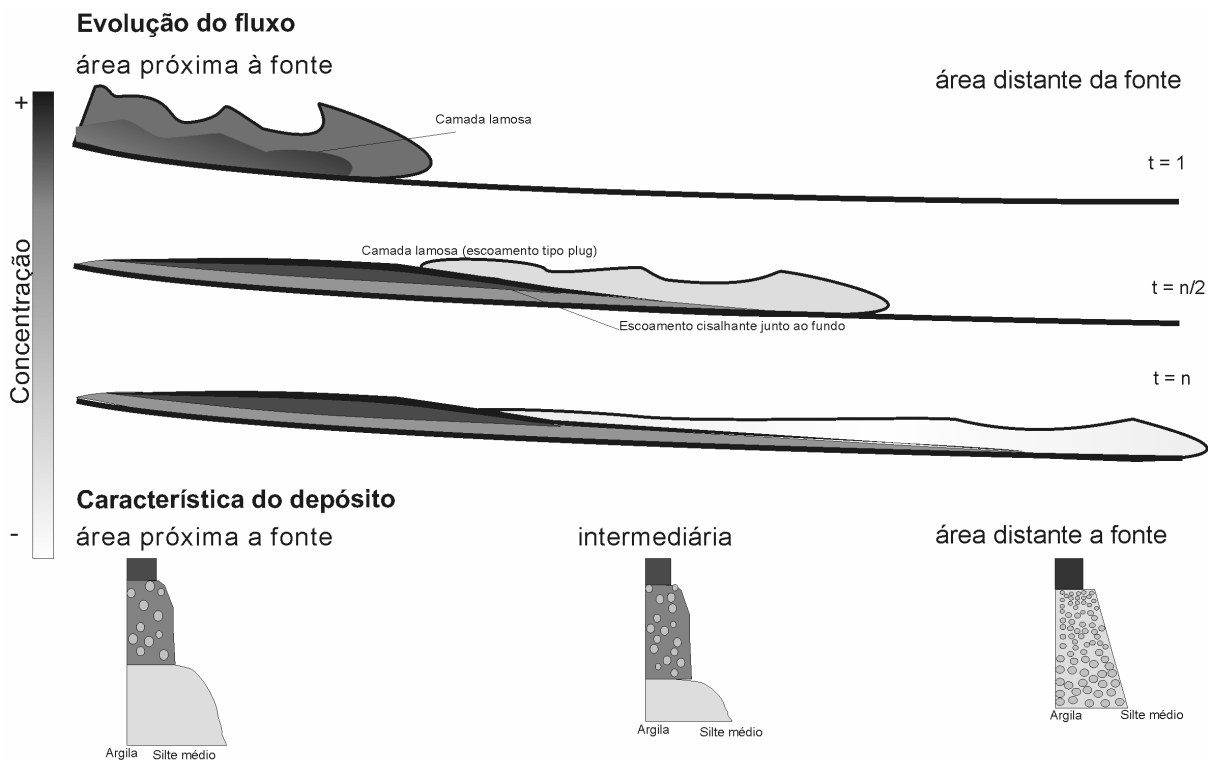 Evolução do fluxo
área próxima à fonte
área distante da fonte
+
Camada lamosa
t = 1
Concentração
Camada lamosa (escoamento tipo plug)
t = n/2
Escoamento cisalhante junto ao fundo
t = n
Característica do depósito
-
área próxima a fonte
intermediária
área distante a fonte
Argila Silte médio
Argila Silte médio
Argila Silte médio